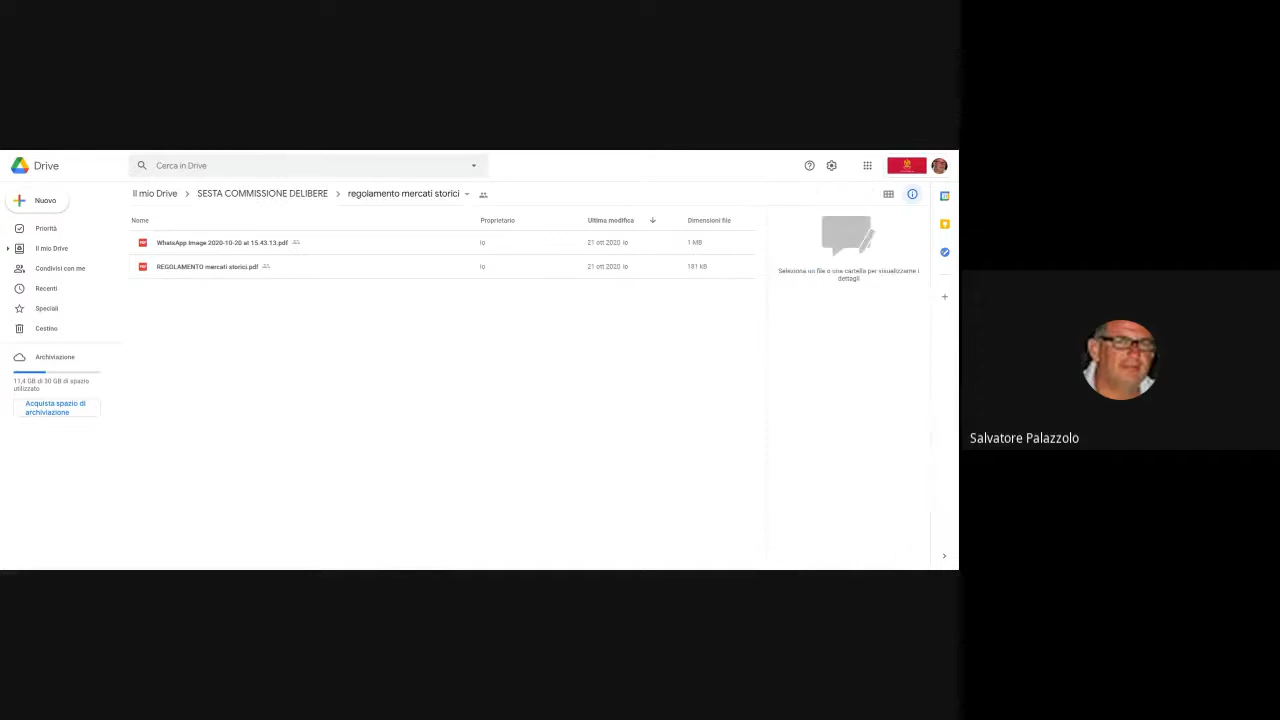 Drive
Cerca in Drive
Nuovo
Il mio Drive > SESTA COMMISSIONE DELIBERE > regolamento mercati storici
Nome Proprietario Ultima modifica Dimensioni file
WhatsApp Image 2020-10-20 at 15.43.13.pdf io 21 ott 2020 io 1 MB
REGOLAMENTO mercati storici.pdf io 21 ott 2020 io 181 kB
Priorità
Il mio Drive
Condivisi con me
Recenti
Speciali
Cestino
Archiviazione
11,4 GB di 30 GB di spazio
utilizzato
Acquista spazio di
archiviazione
Seleziona un file o una cartella per visualizzarne i
dettagli
Salvatore Palazzolo